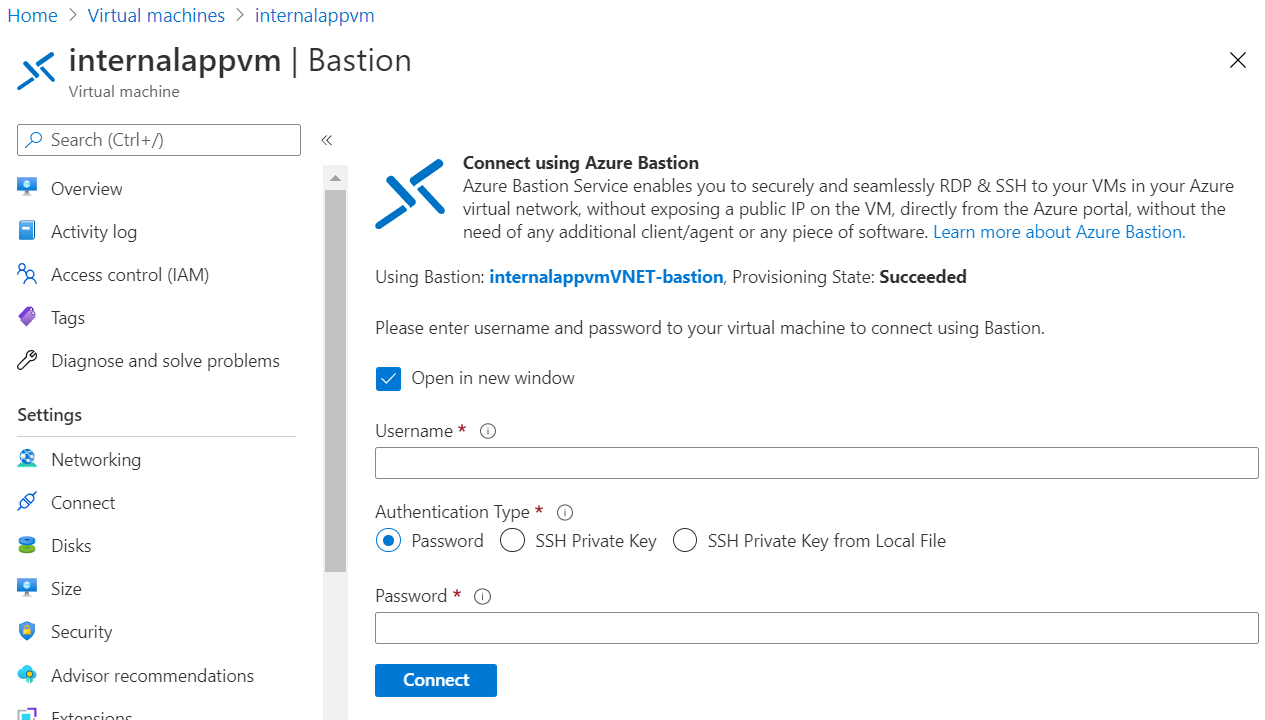 Home > Virtual machines > internalappvm
internalappvm | Bastion
Virtual machine
Search (Ctrl+/)
«
Overview
Activity log
Access control (IAM)
Tags
Diagnose and solve problems
Settings
Networking
Connect
Disks
Size
Security
Advisor recommendations
Extensions
Connect using Azure Bastion
Azure Bastion Service enables you to securely and seamlessly RDP & SSH to your VMs in your Azure
virtual network, without exposing a public IP on the VM, directly from the Azure portal, without the
need of any additional client/agent or any piece of software. Learn more about Azure Bastion.
Using Bastion: internalappvmVNET-bastion, Provisioning State: Succeeded
Please enter username and password to your virtual machine to connect using Bastion.
Open in new window
Username *
Authentication Type *
Password SSH Private Key SSH Private Key from Local File
Password *
Connect